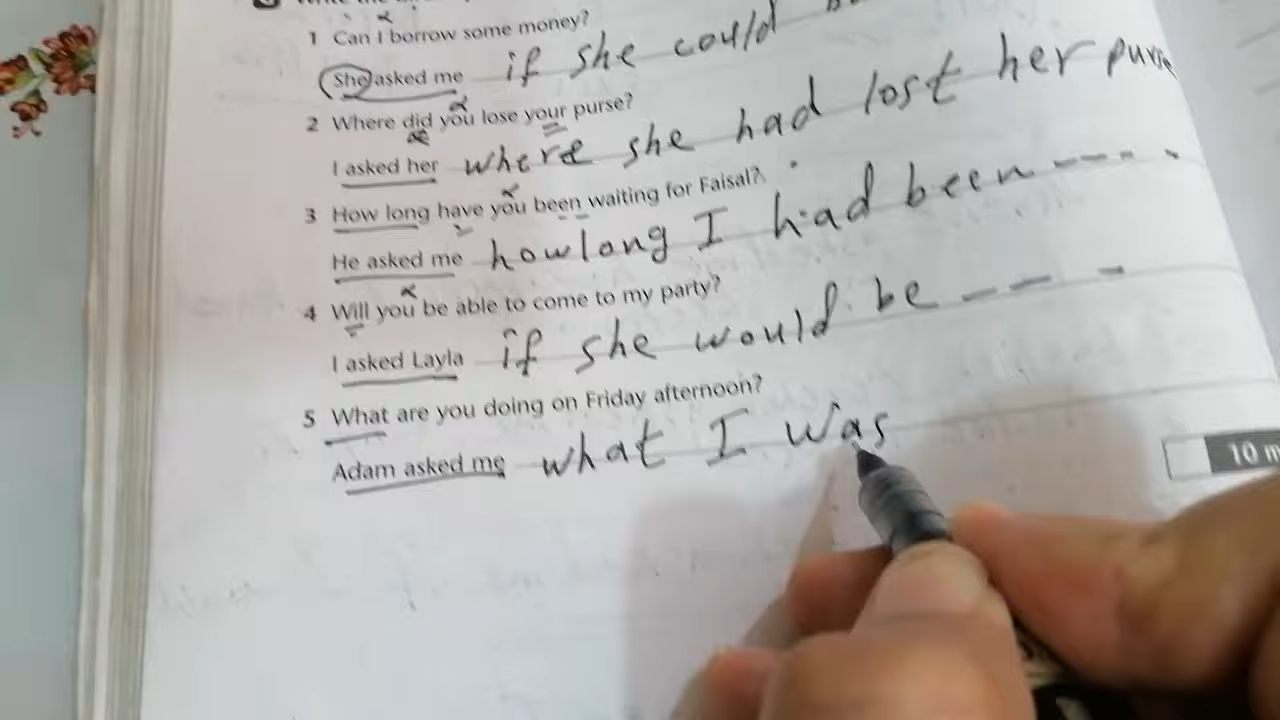 1 Can I borrow some money?
She asked me if she could
2 Where did you lose your purse?
I asked her where she had lost her purse
3 How long have you been waiting for Faisal?
He asked me howlong I had been ----
4 Will you be able to come to my party?
I asked Layla if she would be ---
5 What are you doing on Friday afternoon?
Adam asked me what I was
10